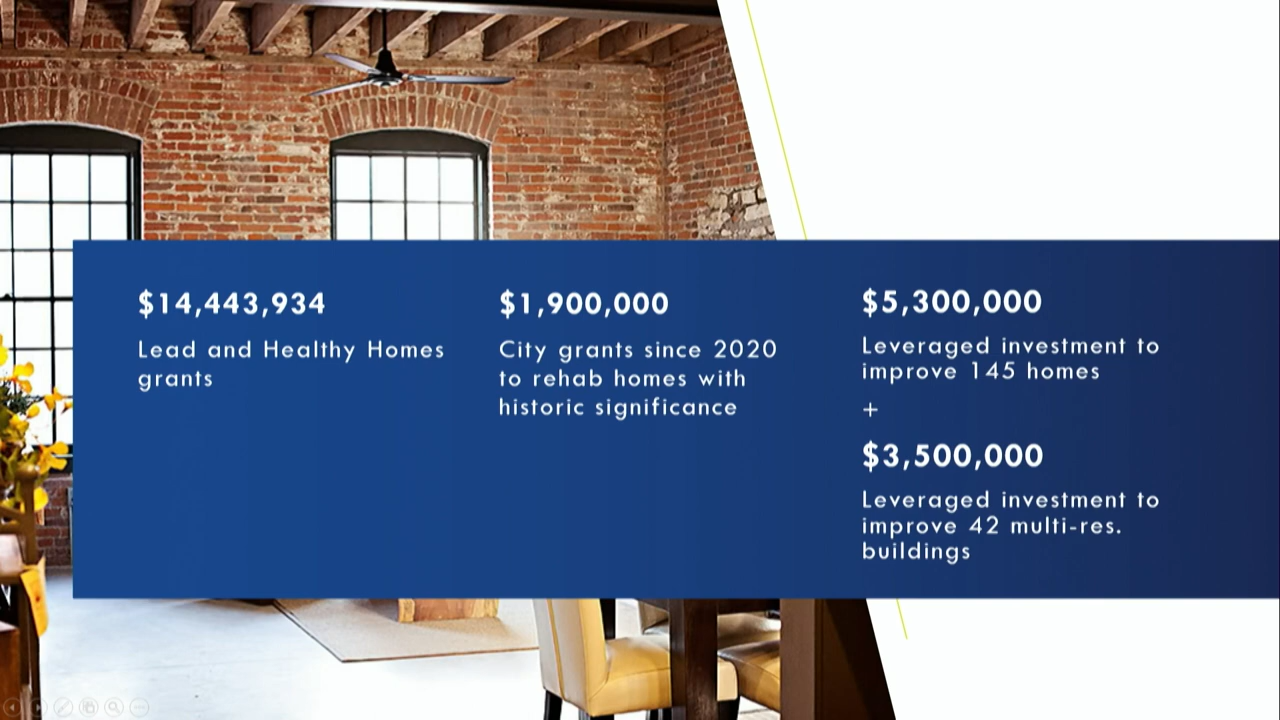 $14,443,934
Lead and Healthy Homes
grants
$1,900,000
City grants since 2020
to rehab homes with
historic significance
$5,300,000
Leveraged investment to
improve 145 homes
+
$3,500,000
Leveraged investment to
improve 42 multi-res.
buildings